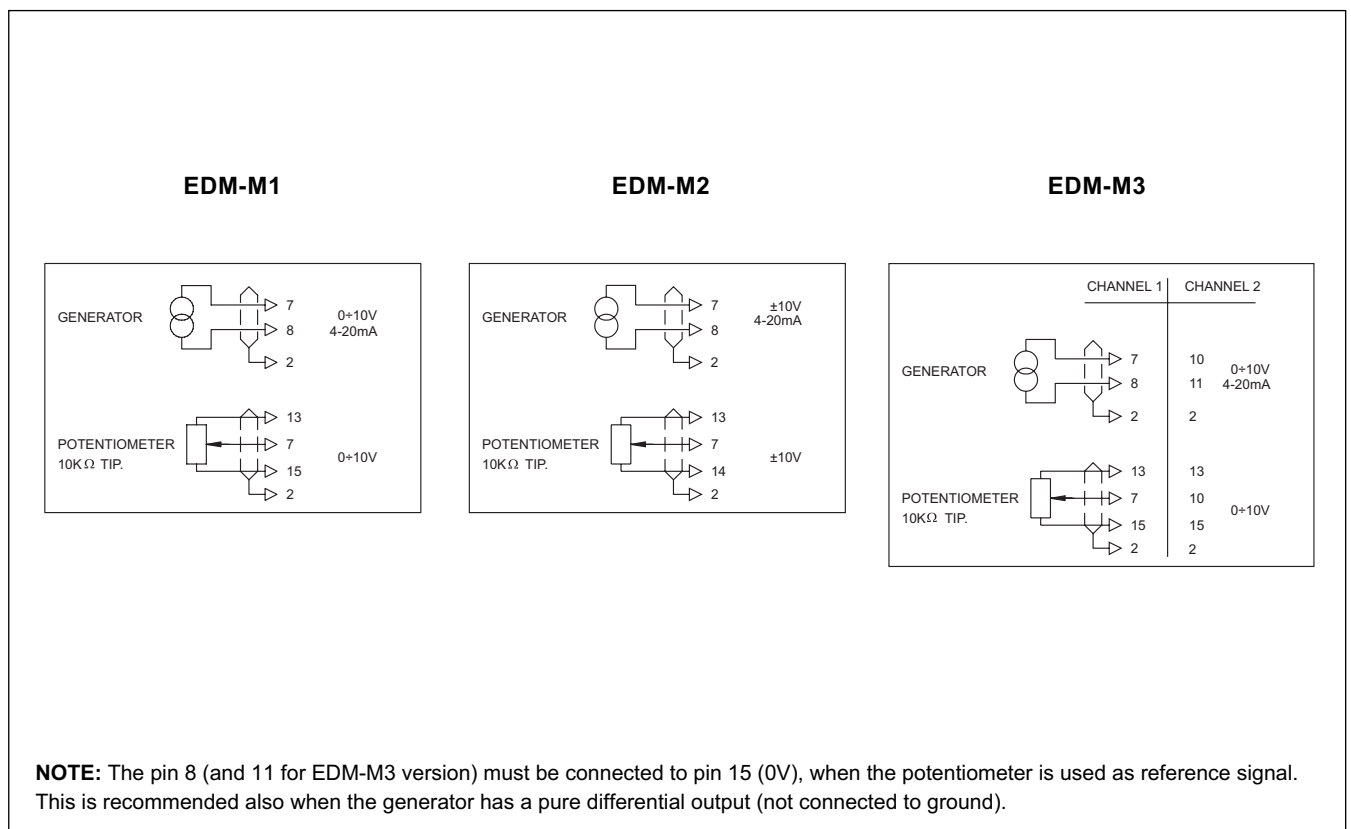 EDM-M1
GENERATOR
7
8
2
0÷10V
4-20mA
POTENTIOMETER
10KΩ TIP.
13
7
15
2
0÷10V
EDM-M2
GENERATOR
7
8
2
±10V
4-20mA
POTENTIOMETER
10KΩ TIP.
13
7
14
2
±10V
EDM-M3
CHANNEL 1 CHANNEL 2
GENERATOR
7 10
8 11
2 2
0÷10V
4-20mA
POTENTIOMETER
10KΩ TIP.
13 13
7 10
15 15
2 2
0÷10V
NOTE: The pin 8 (and 11 for EDM-M3 version) must be connected to pin 15 (0V), when the potentiometer is used as reference signal.
This is recommended also when the generator has a pure differential output (not connected to ground).